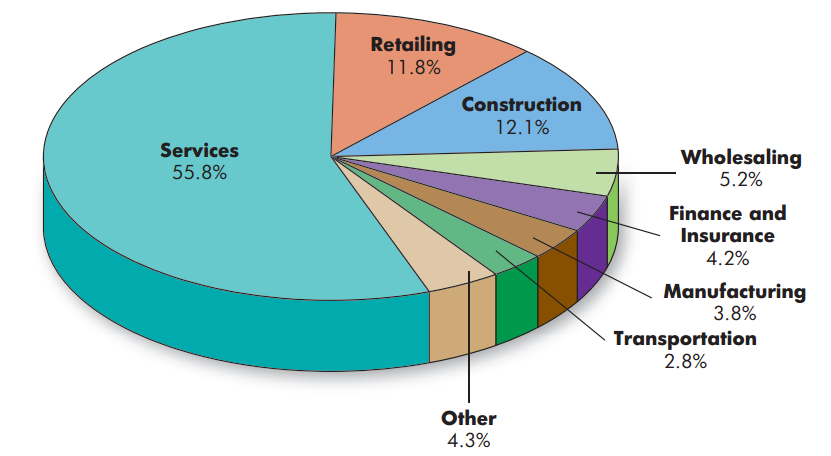 Retailing
11.8%
Construction
12.1%
Services
55.8%
Wholesaling
5.2%
Finance and
Insurance
4.2%
Manufacturing
3.8%
Transportation
2.8%
Other
4.3%